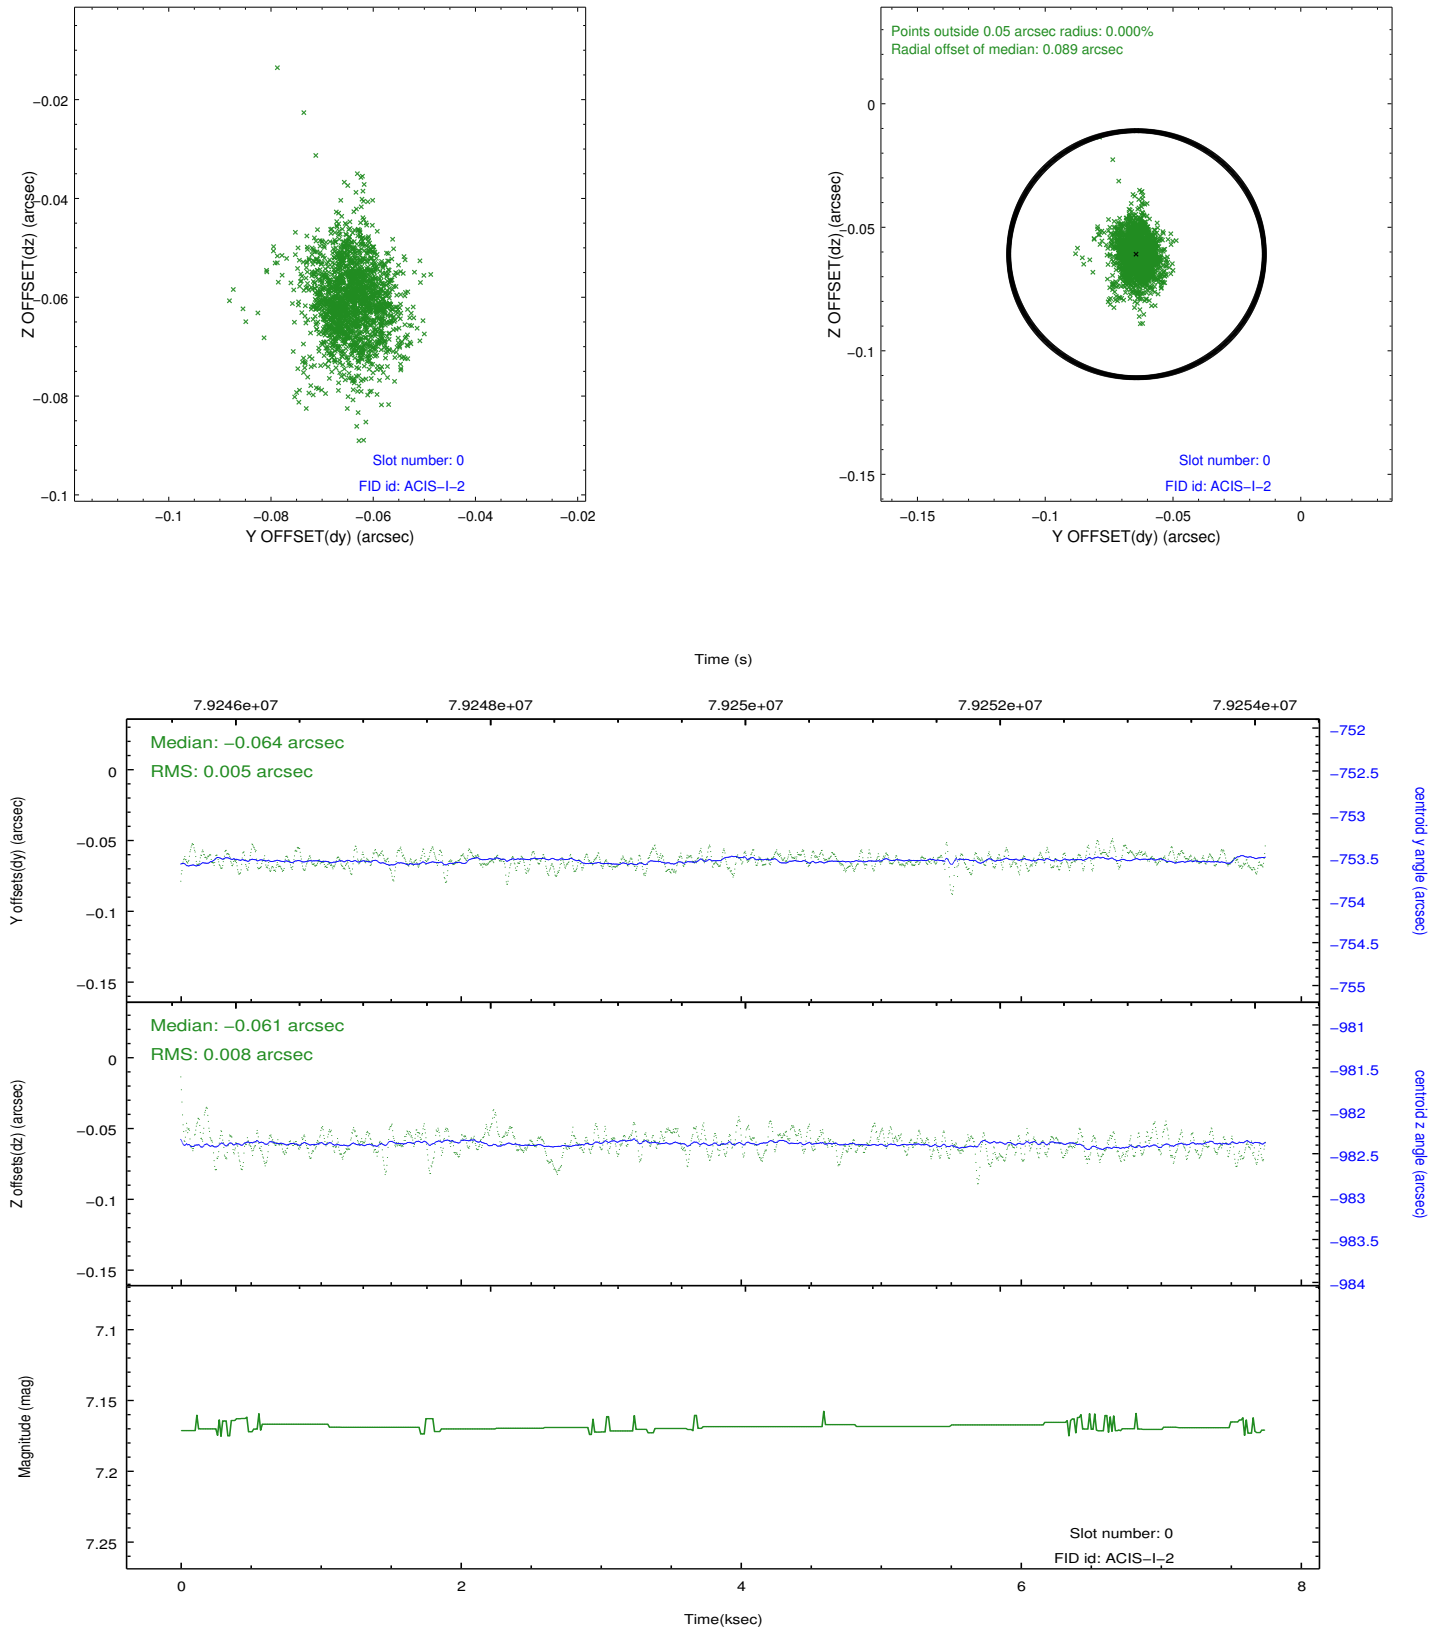 −0.02
−0.04
−0.06
−0.08
−0.1
Z OFFSET(dz) (arcsec)
Slot number: 0
FID id: ACIS−I−2
−0.1 −0.08 −0.06 −0.04 −0.02
Y OFFSET(dy) (arcsec)
Points outside 0.05 arcsec radius: 0.000%
Radial offset of median: 0.089 arcsec
0
−0.05
−0.1
−0.15
Z OFFSET(dz) (arcsec)
Slot number: 0
FID id: ACIS−I−2
−0.15 −0.1 −0.05 0
Y OFFSET(dy) (arcsec)
Time (s)
7.9246e+07 7.9248e+07 7.925e+07 7.9252e+07 7.9254e+07
Median: −0.064 arcsec
RMS: 0.005 arcsec
0
−0.05
−0.1
−0.15
Y offsets(dy) (arcsec)
−752
−752.5
−753
−753.5
−754
−754.5
−755
centroid y angle (arcsec)
Median: −0.061 arcsec
RMS: 0.008 arcsec
0
−0.05
−0.1
−0.15
Z offsets(dz) (arcsec)
−981
−981.5
−982
−982.5
−983
−983.5
−984
centroid z angle (arcsec)
7.1
7.15
7.2
7.25
Magnitude (mag)
Slot number: 0
FID id: ACIS−I−2
0 2 4 6 8
Time(ksec)